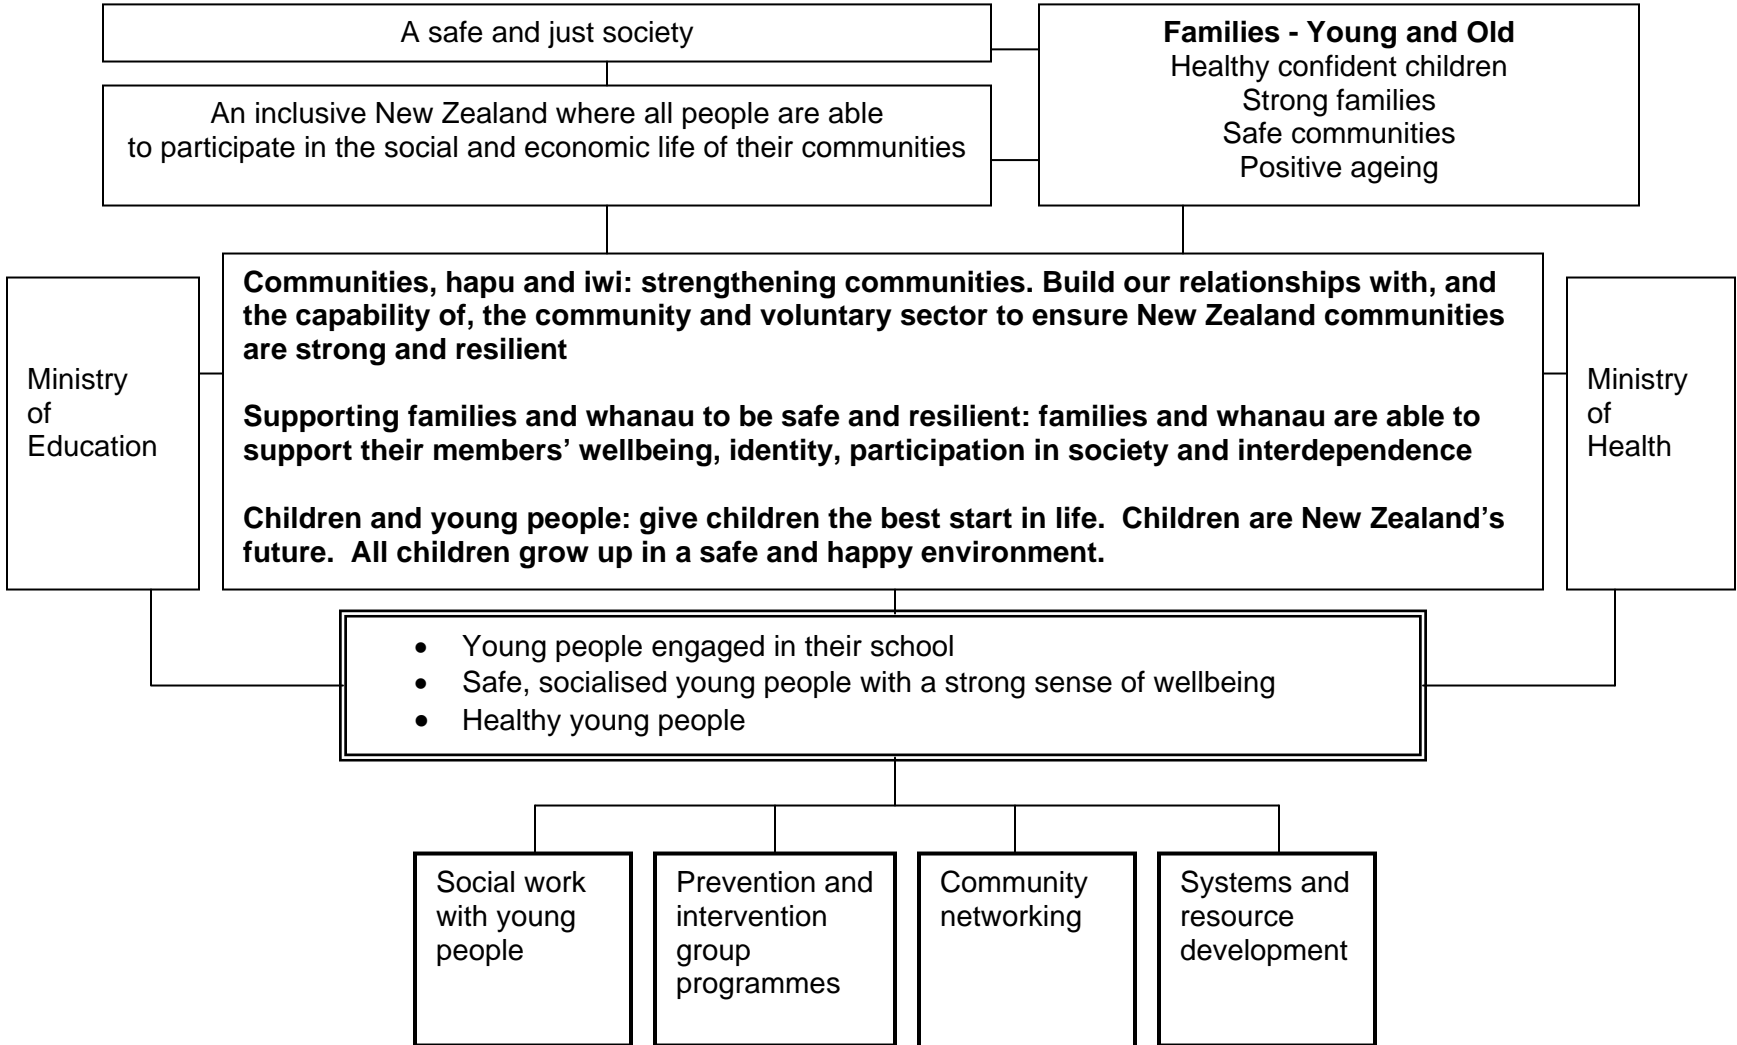 A safe and just society
Families - Young and Old
Healthy confident children
Strong families
Safe communities
Positive ageing
An inclusive New Zealand where all people are able
to participate in the social and economic life of their communities
Communities, hapu and iwi: strengthening communities. Build our relationships with, and
the capability of, the community and voluntary sector to ensure New Zealand communities
are strong and resilient
Supporting families and whanau to be safe and resilient: families and whanau are able to
support their members’ wellbeing, identity, participation in society and interdependence
Children and young people: give children the best start in life.  Children are New Zealand’s
future.  All children grow up in a safe and happy environment.
Ministry
of
Education
Ministry
of
Health
• Young people engaged in their school
• Safe, socialised young people with a strong sense of wellbeing
• Healthy young people
Social work
with young
people
Prevention and
intervention
group
programmes
Community
networking
Systems and
resource
development